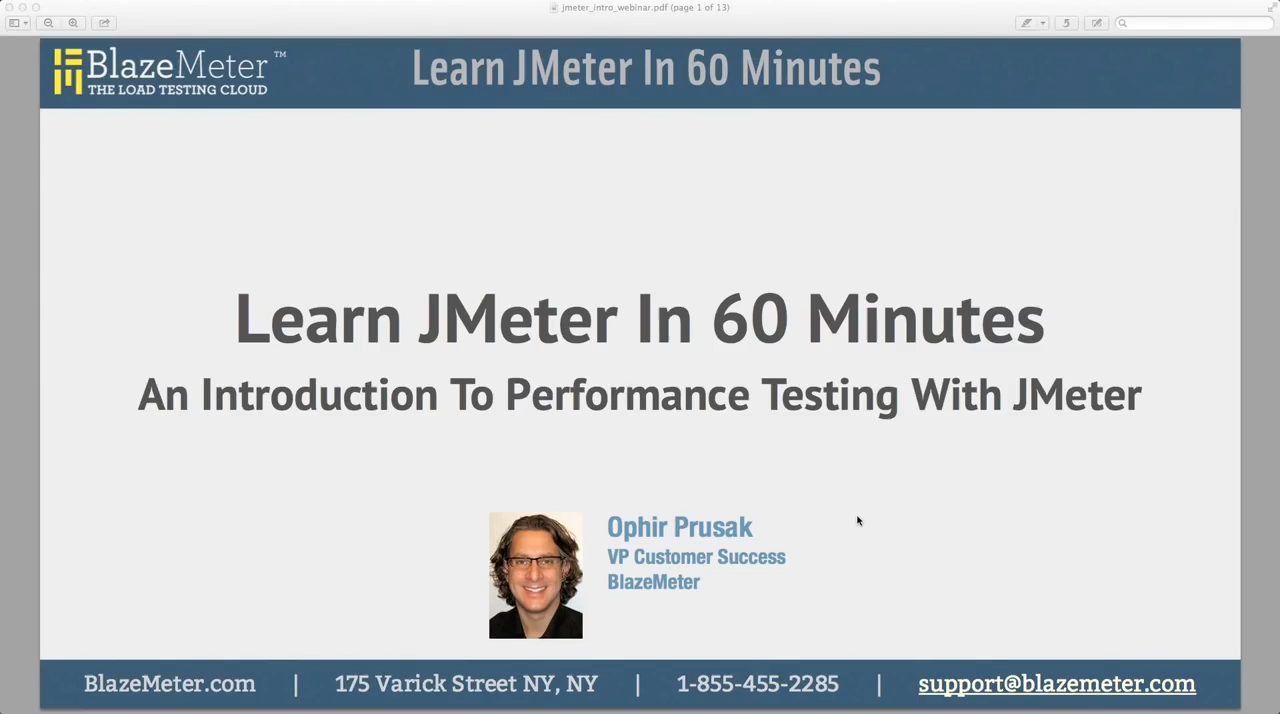 jmeter_intro_webinar.pdf (page 1 of 13)
BlazeMeter™
THE LOAD TESTING CLOUD
Learn JMeter In 60 Minutes
Learn JMeter In 60 Minutes
An Introduction To Performance Testing With JMeter
Ophir Prusak
VP Customer Success
BlazeMeter
BlazeMeter.com | 175 Varick Street NY, NY | 1-855-455-2285 | support@blazemeter.com